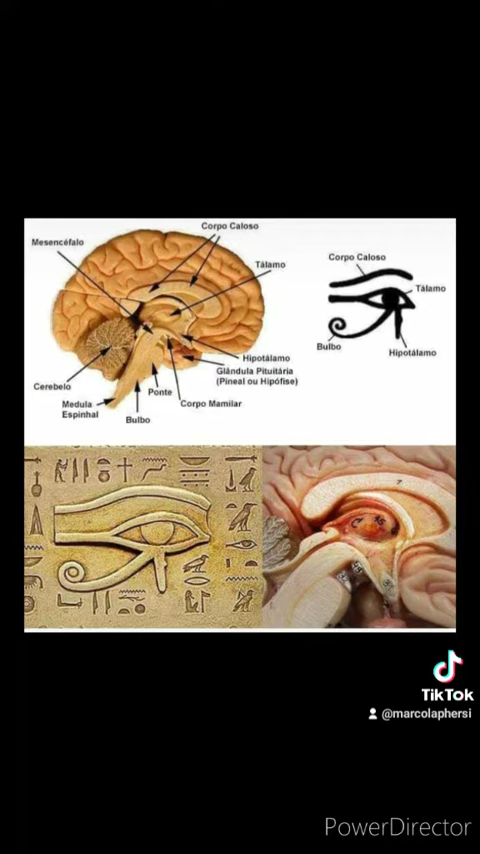 Corpo Caloso
Mesencéfalo
Tálamo
Hipotálamo
Glândula Pituitária
(Pineal ou Hipófise)
Corpo Mamilar
Ponte
Bulbo
Medula
Espinhal
Cerebelo
Corpo Caloso
Tálamo
Bulbo
Hipotálamo
TikTok
@marcolaphersi
PowerDirector